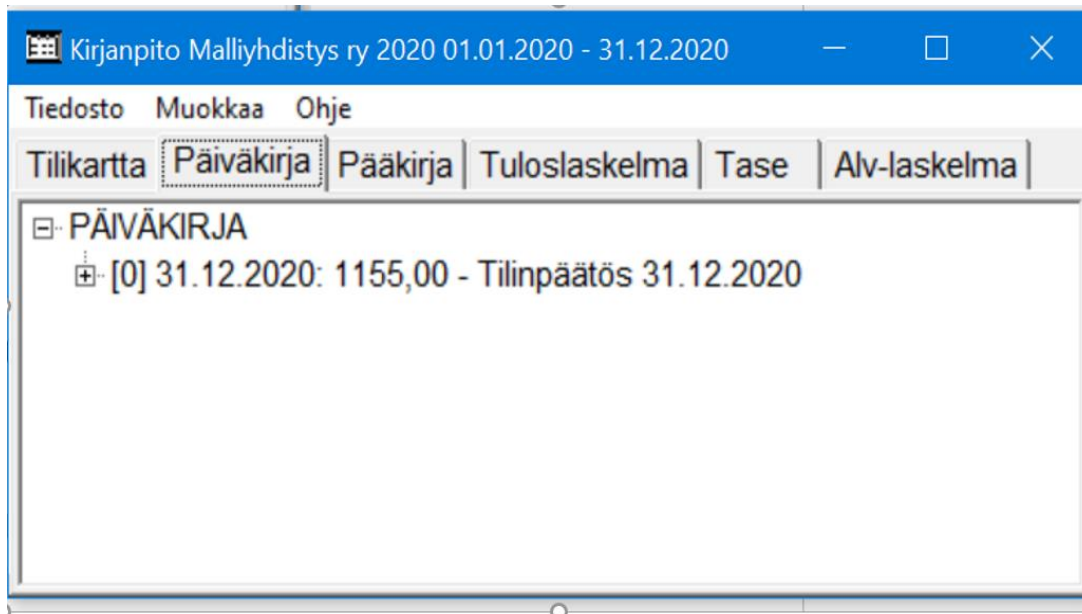 Kirjanpito Malliyhdistys ry 2020 01.01.2020 - 31.12.2020
Tiedosto Muokkaa Ohje
Tilikartta Päiväkirja Pääkirja Tuloslaskelma Tase Alv-laskelma
PÄIVÄKIRJA
[0] 31.12.2020: 1155,00 - Tilinpäätös 31.12.2020